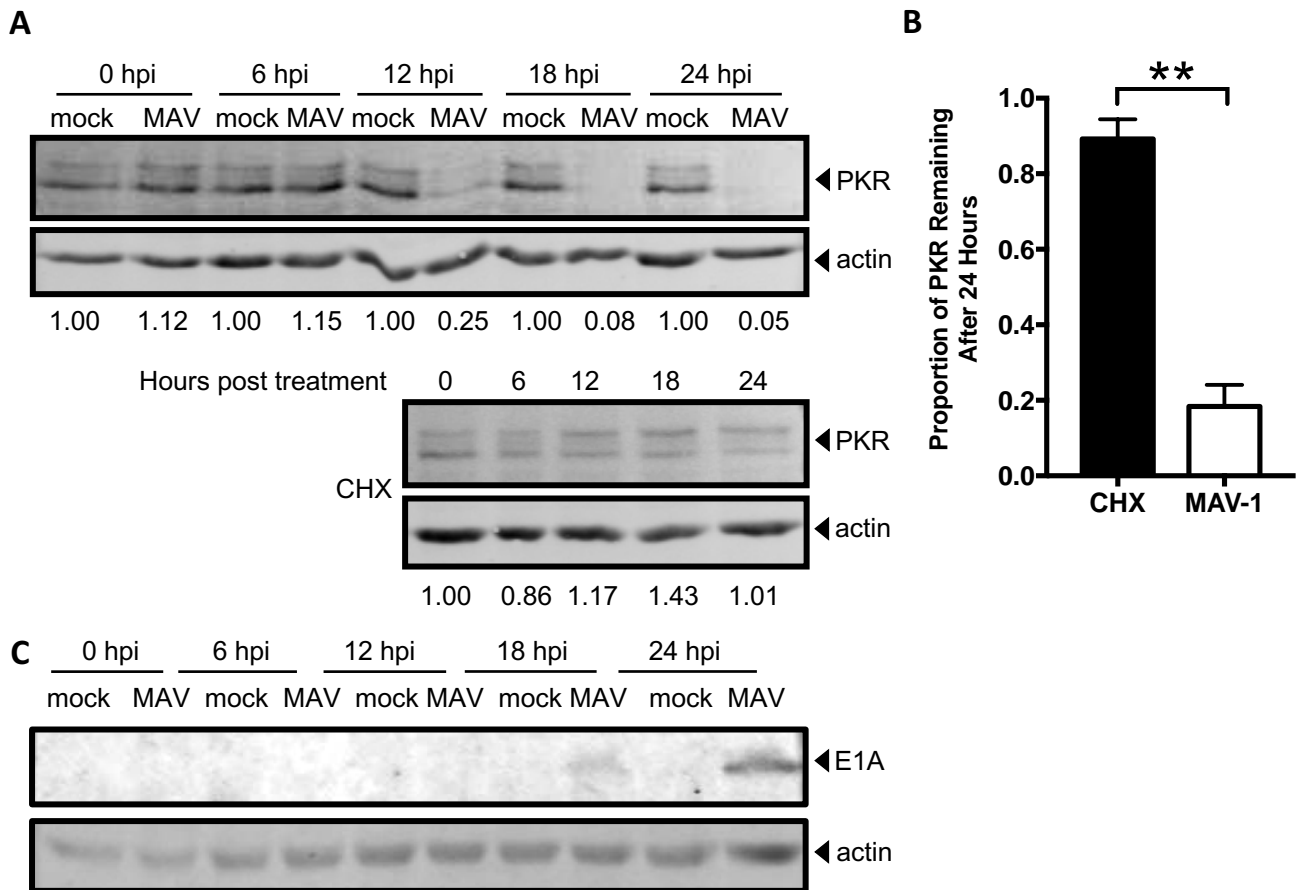 A
0 hpi 6 hpi 12 hpi 18 hpi 24 hpi
mock MAV mock MAV mock MAV mock MAV mock MAV
PKR
actin
1.00 1.12 1.00 1.15 1.00 0.25 1.00 0.08 1.00 0.05
Hours post treatment 0 6 12 18 24
PKR
CHX
actin
1.00 0.86 1.17 1.43 1.01
B
**
Proportion of PKR Remaining
After 24 Hours
1.0
0.8
0.6
0.4
0.2
0.0
CHX MAV-1
C
0 hpi 6 hpi 12 hpi 18 hpi 24 hpi
mock MAV mock MAV mock MAV mock MAV mock MAV
E1A
actin